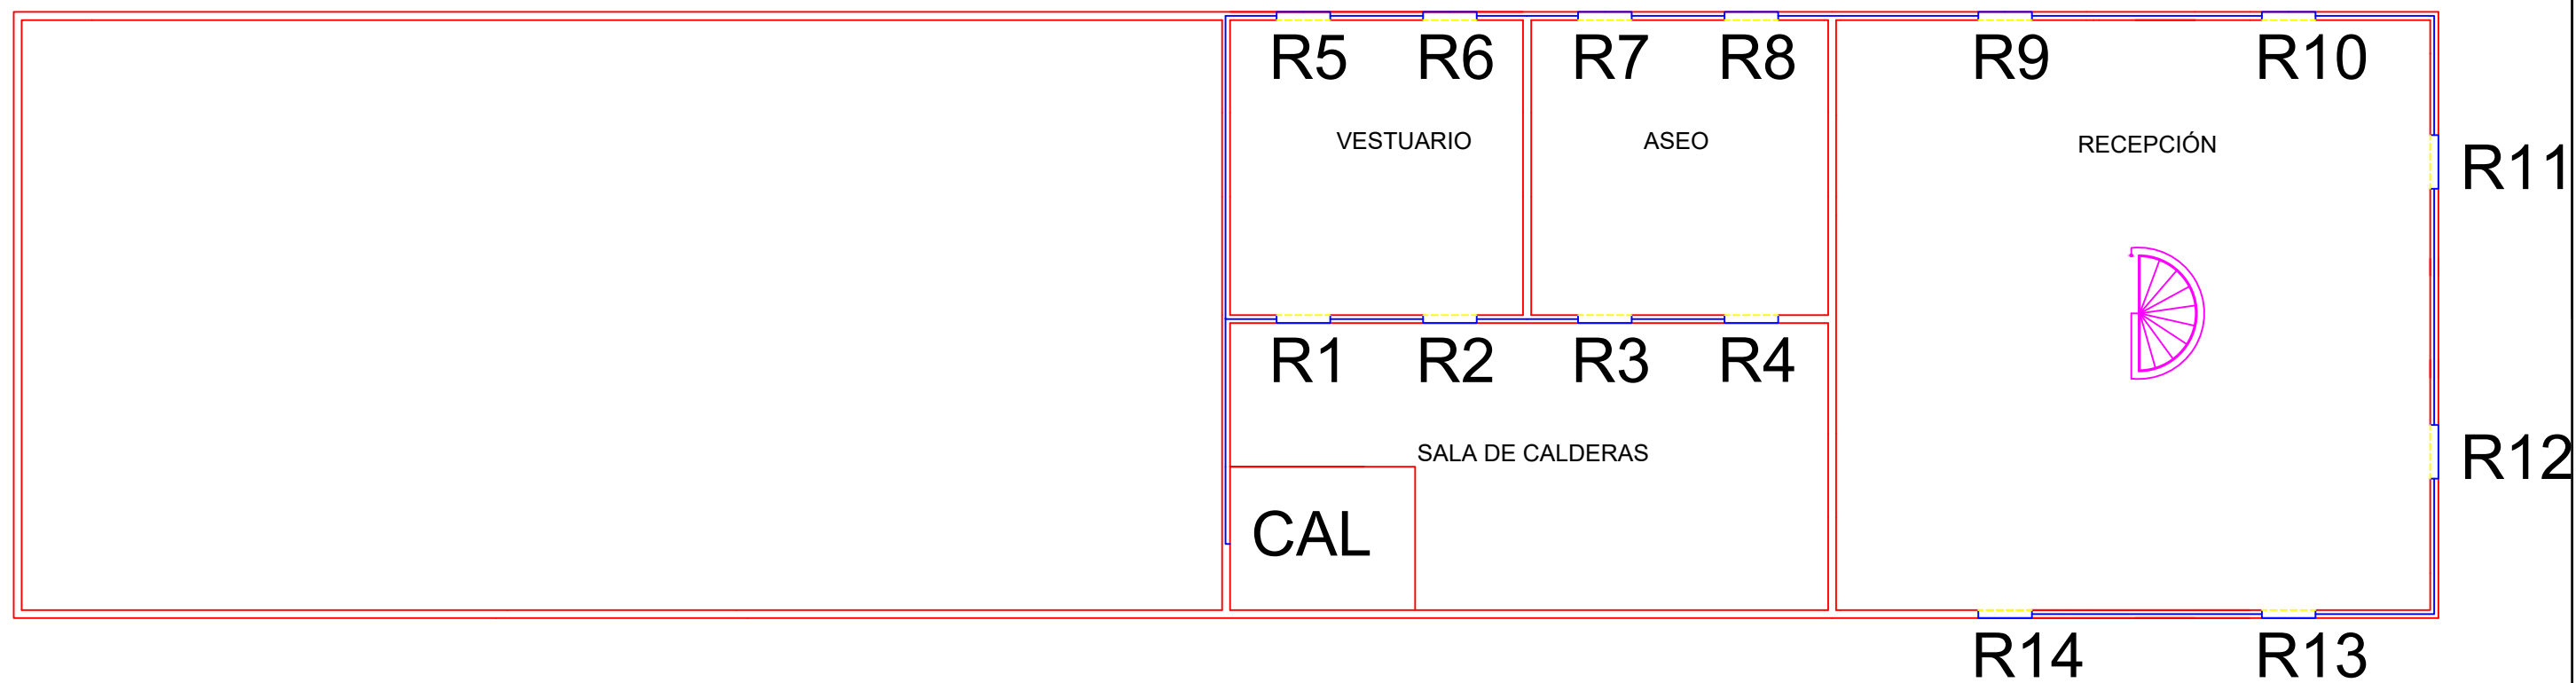 R5 R6 R7 R8 R9 R10
VESTUARIO ASEO RECEPCIÓN
R11
R1 R2 R3 R4
SALA DE CALDERAS
R12
CAL
R14 R13